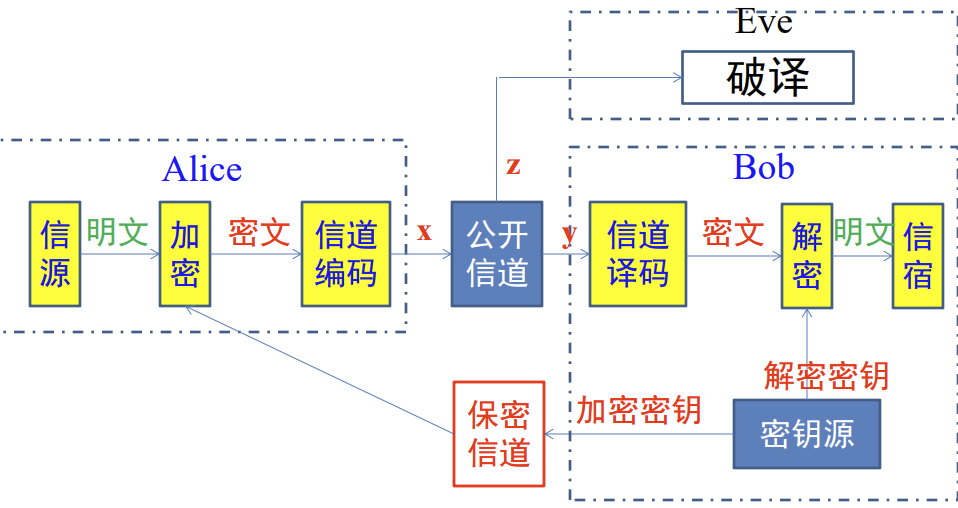 Eve
破译
Alice
Bob
z
信
源
明文
加
密
密文
信道
编码
x
公开
信道
y
信道
译码
密文
解
密
明文
信
宿
解密密钥
保密
信道
加密密钥
密钥源